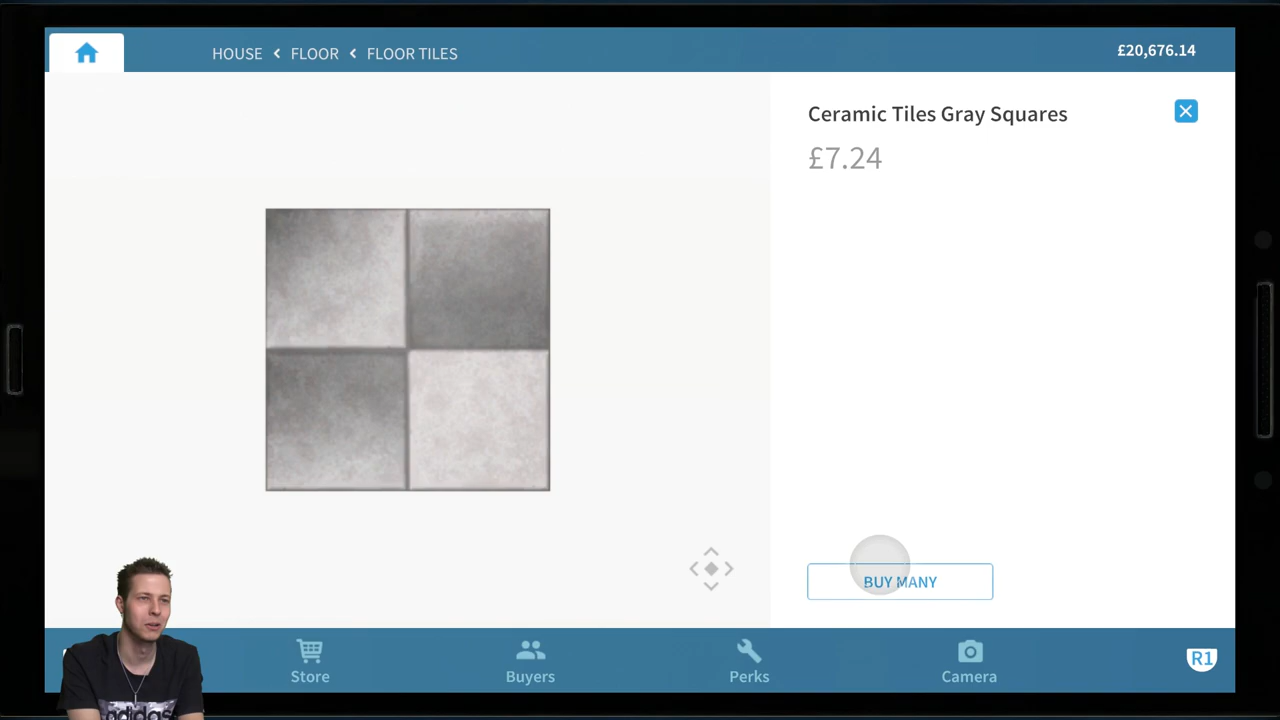 HOUSE < FLOOR < FLOOR TILES
£20,676.14
Ceramic Tiles Gray Squares
£7.24
BUY MANY
Store
Buyers
Perks
Camera
R1
adidas